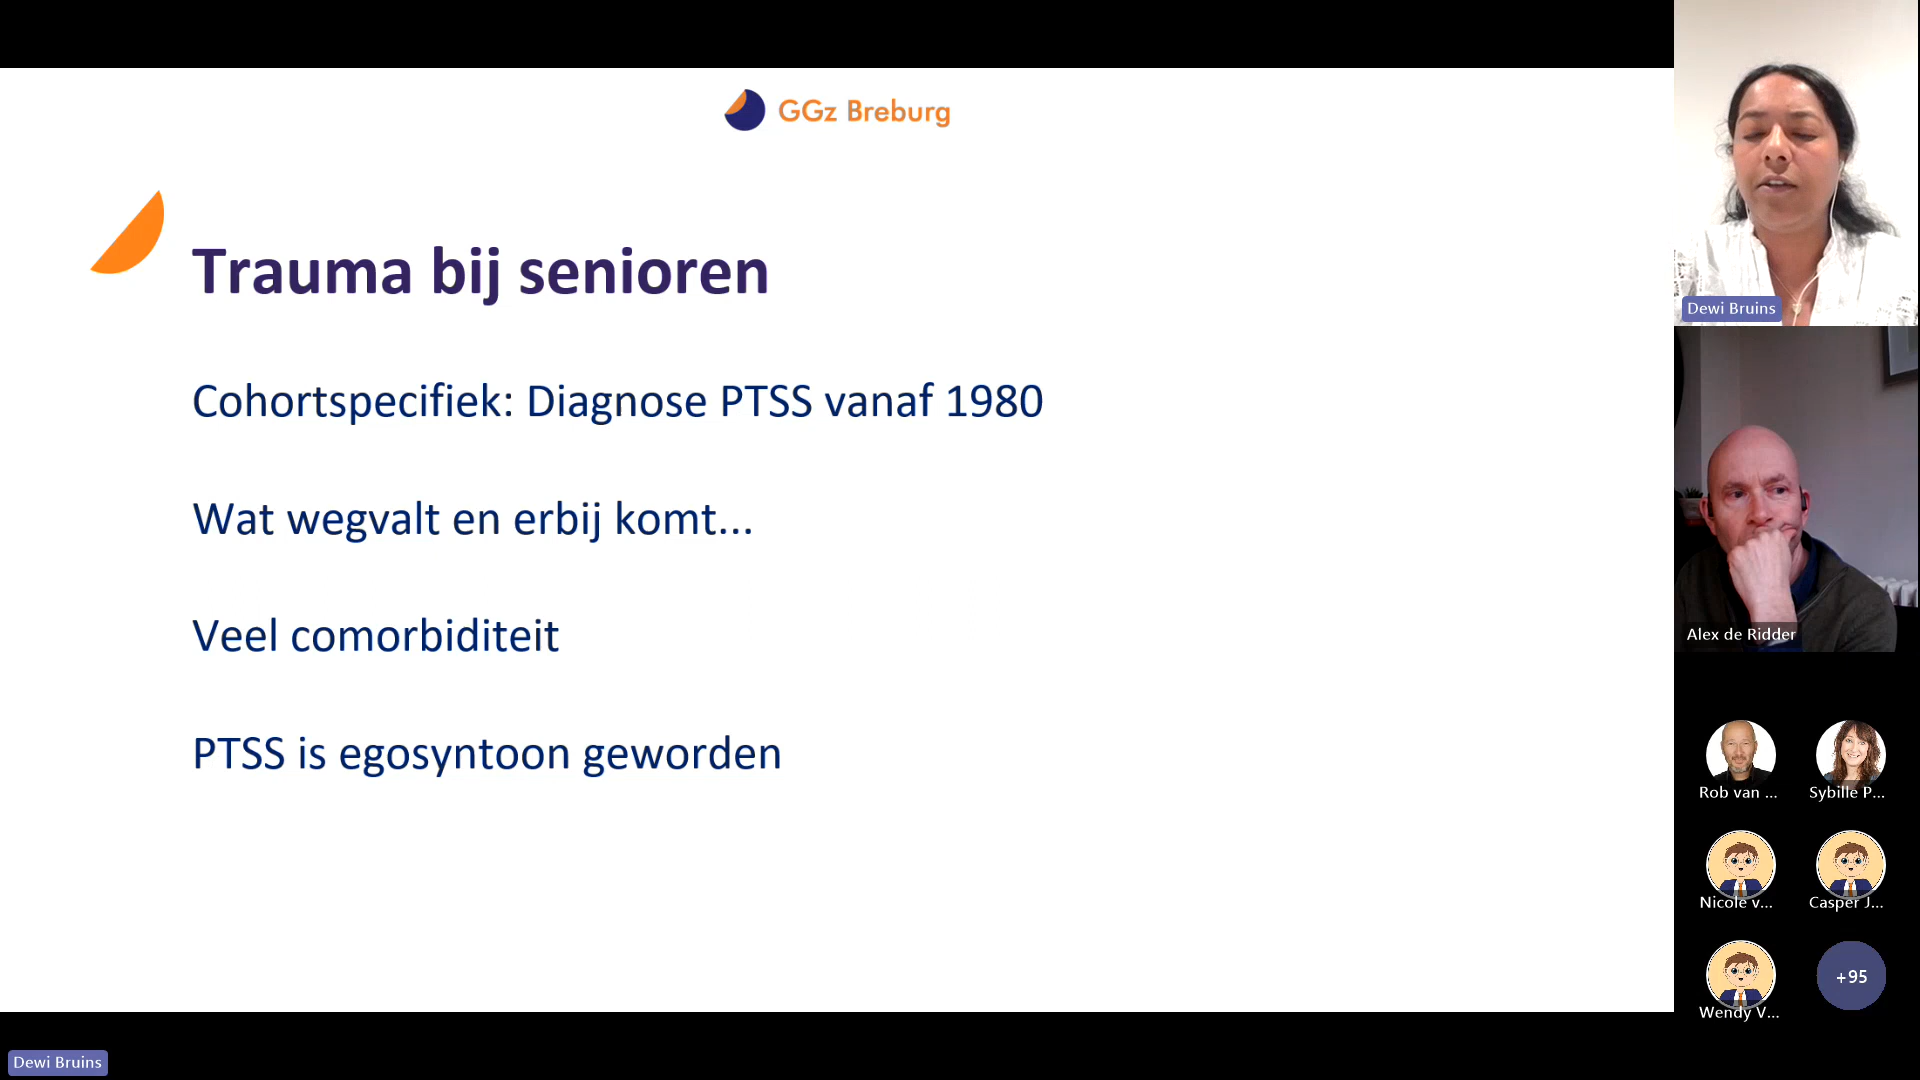 GGz Breburg
Trauma bij senioren
Cohortspecifiek: Diagnose PTSS vanaf 1980
Wat wegvalt en erbij komt...
Veel comorbiditeit
PTSS is egosyntoon geworden
Dewi Bruins
Alex de Ridder
Rob van ...
Sybille P...
Nicole v...
Casper J...
Wendy V...
+95
Dewi Bruins